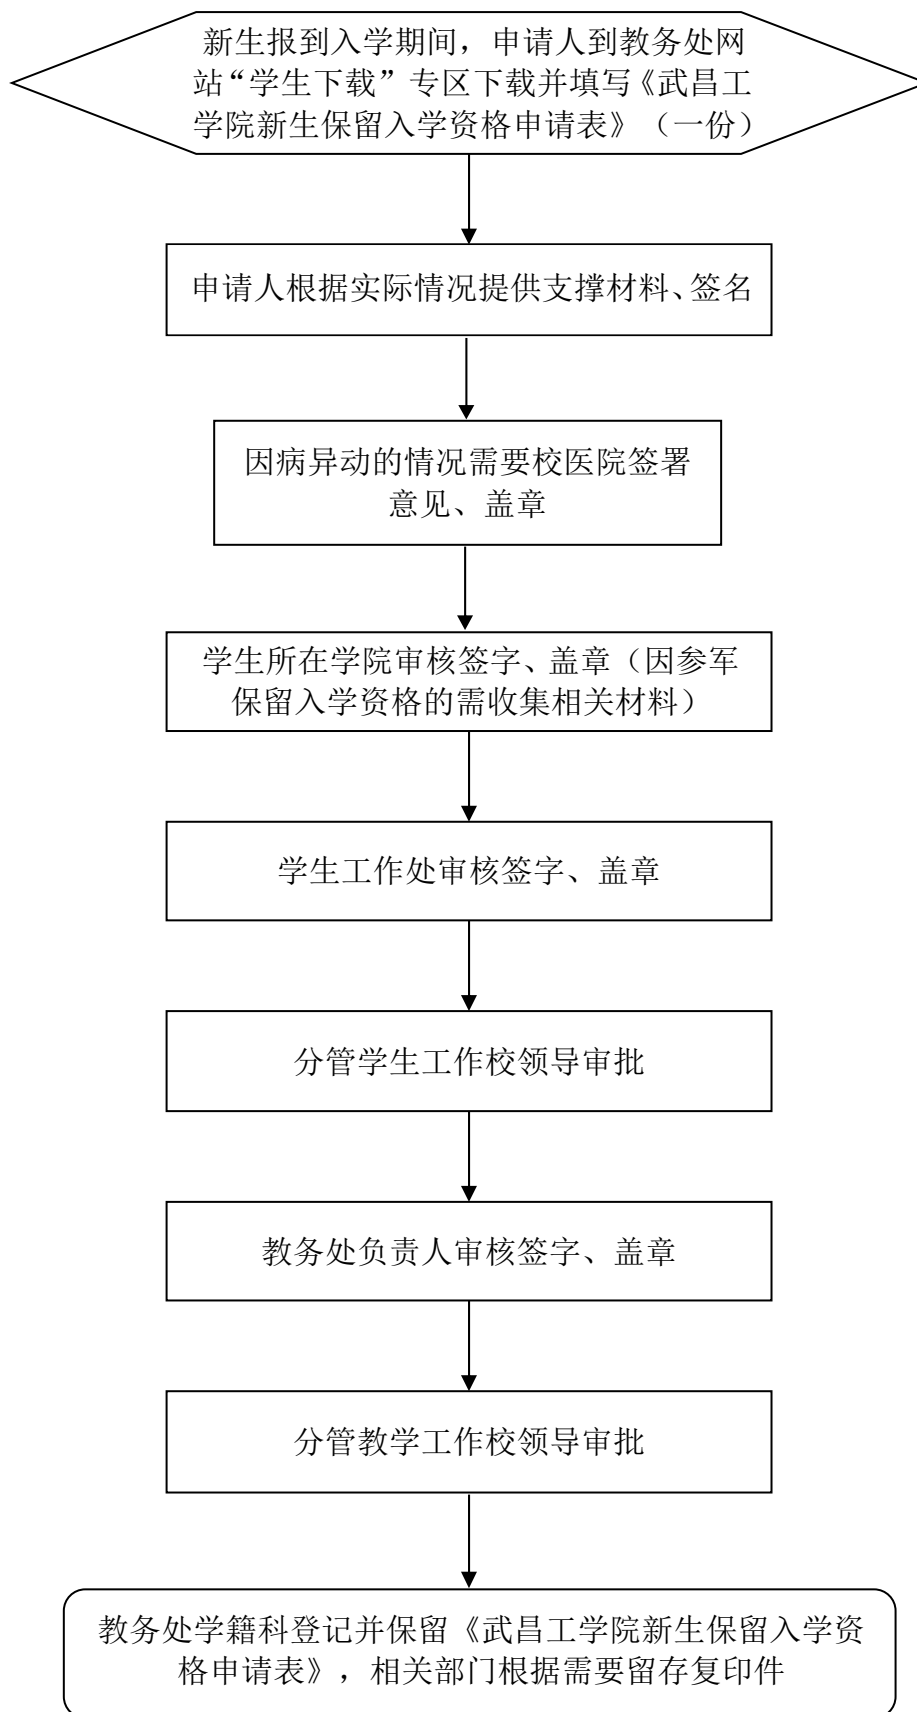 新生报到入学期间，申请人到教务处网
站“学生下载”专区下载并填写《武昌工
学院新生保留入学资格申请表》（一份）
申请人根据实际情况提供支撑材料、签名
因病异动的情况需要校医院签署
意见、盖章
学生所在学院审核签字、盖章（因参军
保留入学资格的需收集相关材料）
学生工作处审核签字、盖章
分管学生工作校领导审批
教务处负责人审核签字、盖章
分管教学工作校领导审批
教务处学籍科登记并保留《武昌工学院新生保留入学资
格申请表》，相关部门根据需要留存复印件